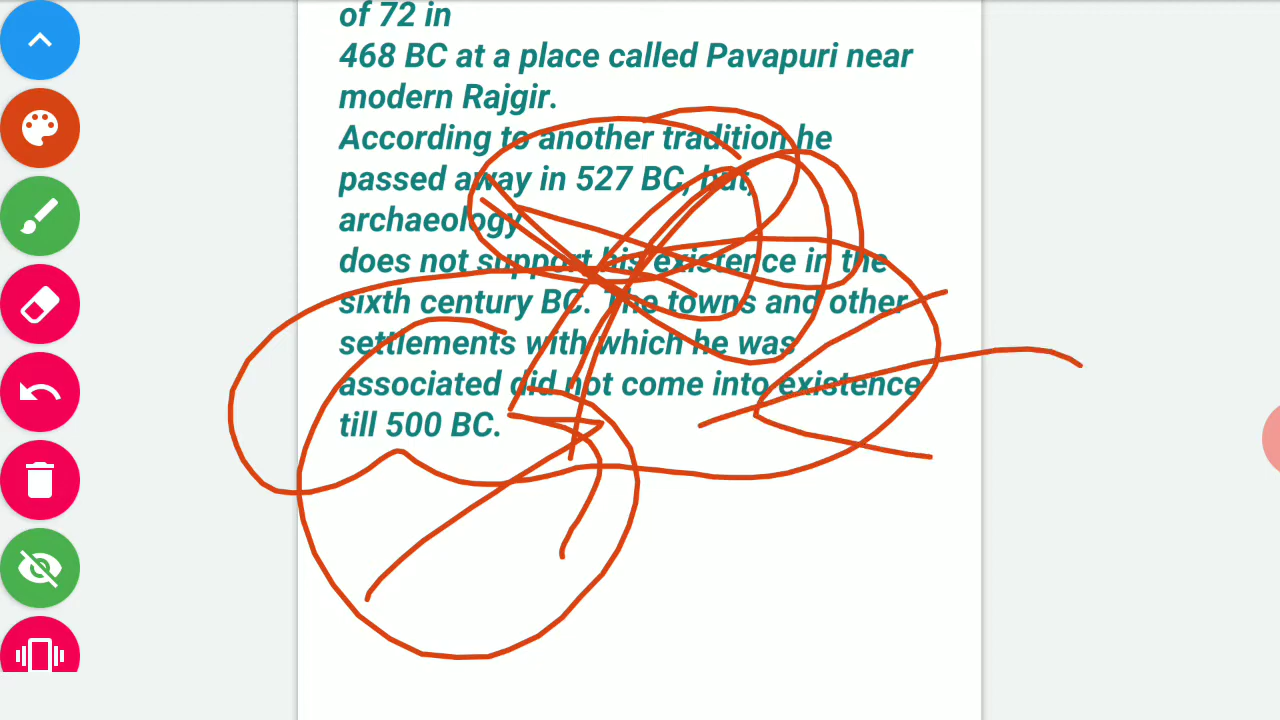 of 72 in
468 BC at a place called Pavapuri near
modern Rajgir.
According to another tradition he
passed away in 527 BC, but,
archaeology
does not support his existence in the
sixth century BC. The towns and other
settlements with which he was
associated did not come into existence
till 500 BC.